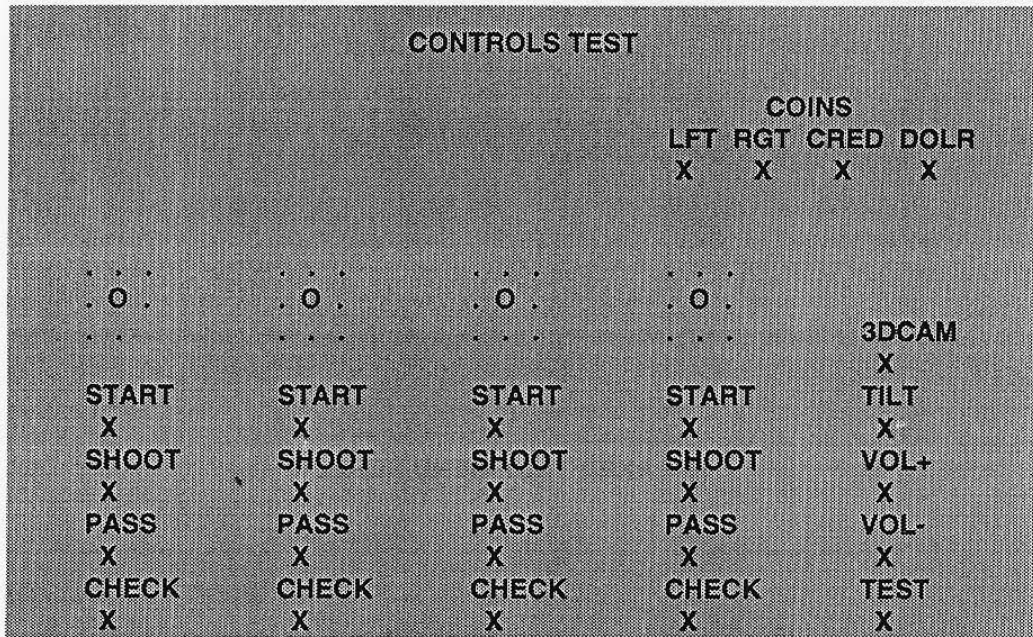 CONTROLS TEST
COINS
LFT RGT CRED DOLR
X X X X
. . . . . . . . . . . .
. O . . O . . O . . O .
. . . . . . . . . . . . 3DCAM
X
START START START START TILT
X X X X X
SHOOT SHOOT SHOOT SHOOT VOL+
X X X X X
PASS PASS PASS PASS VOL-
X X X X X
CHECK CHECK CHECK CHECK TEST
X X X X X